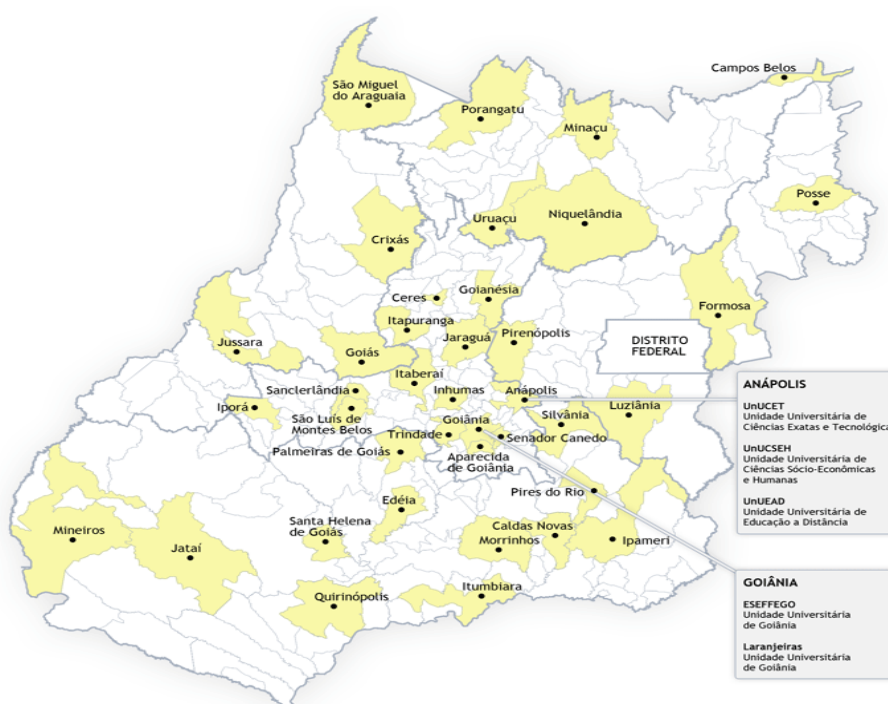 Campos Belos
São Miguel
do Araguaia
Porangatu
Minaçu
Posse
Uruaçu
Niquelândia
Crixás
Ceres
Goianésia
Formosa
Itapuranga
Jaraguá
Pirenópolis
DISTRITO
FEDERAL
Jussara
Goiás
Itaberaí
Sanclerlândia
Inhumas
Anápolis
Iporá
São Luís de
Montes Belos
Goiânia
Silvânia
Luziânia
Trindade
Senador Canedo
Palmeiras de Goiás
Aparecida
de Goiânia
Pires do Rio
Edéia
Mineiros
Jataí
Santa Helena
de Goiás
Caldas Novas
Morrinhos
Ipameri
Quirinópolis
Itumbiara
ANÁPOLIS
UnUCET
Unidade Universitária de
Ciências Exatas e Tecnológica
UnUCSEH
Unidade Universitária de
Ciências Sócio-Econômicas
e Humanas
UnUEAD
Unidade Universitária de
Educação a Distância
GOIÂNIA
ESEFFEGO
Unidade Universitária
de Goiânia
Laranjeiras
Unidade Universitária
de Goiânia